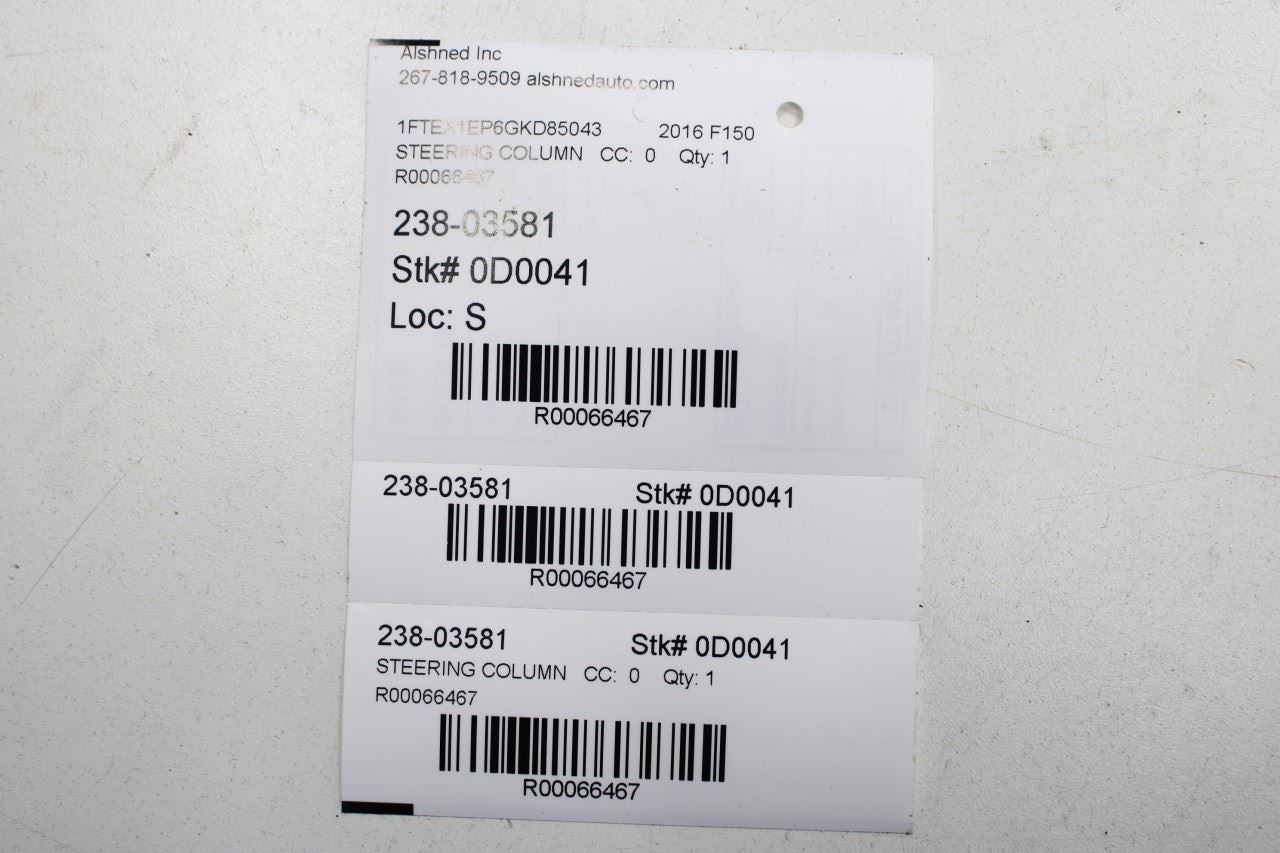 Alshned Inc
267-818-9509 alshnedauto.com
1FTEX1EP6GKD85043 2016 F150
STEERING COLUMN CC: 0 Qty: 1
R00066467
238-03581
Stk# 0D0041
Loc: S
R00066467
238-03581 Stk# 0D0041
R00066467
238-03581 Stk# 0D0041
STEERING COLUMN CC: 0 Qty: 1
R00066467
R00066467